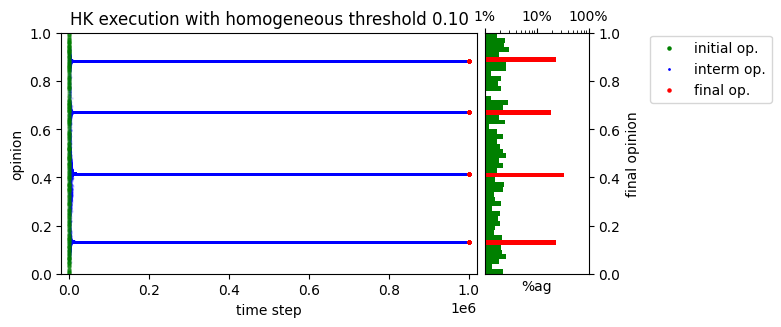 HK execution with homogeneous threshold 0.10
1% 10% 100%
1.0 1.0
0.8 0.8
0.6 0.6
0.4 0.4
0.2 0.2
0.0 0.0
opinion
final opinion
0.0 0.2 0.4 0.6 0.8 1.0
1e6
time step
%ag
initial op.
interm op.
final op.